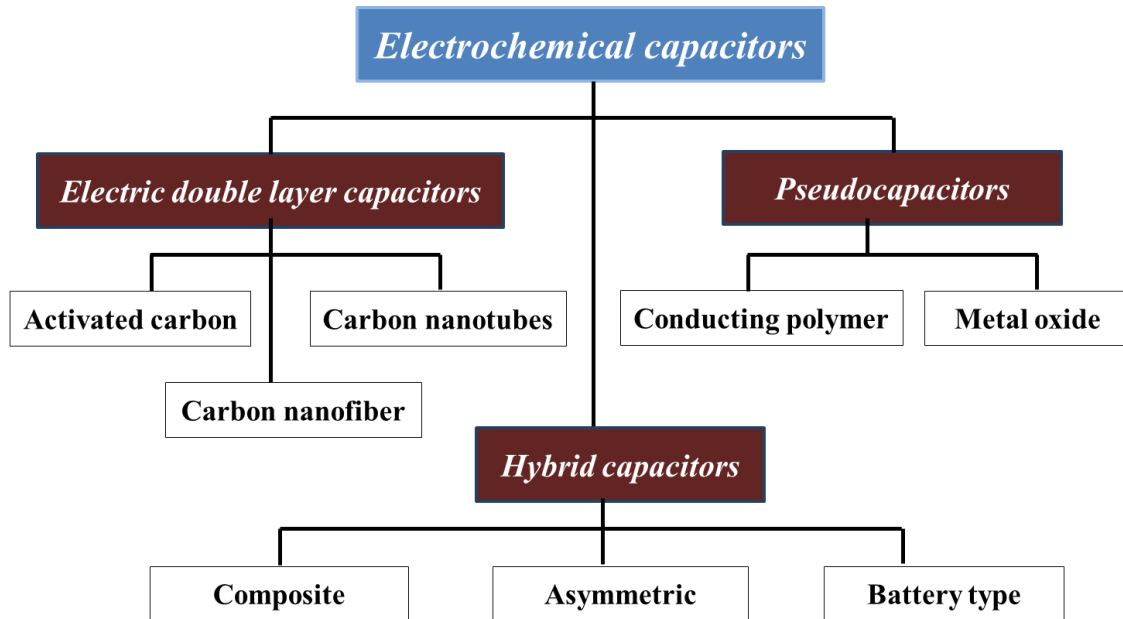 Electrochemical capacitors
Electric double layer capacitors
Pseudocapacitors
Activated carbon
Carbon nanotubes
Conducting polymer
Metal oxide
Carbon nanofiber
Hybrid capacitors
Composite
Asymmetric
Battery type